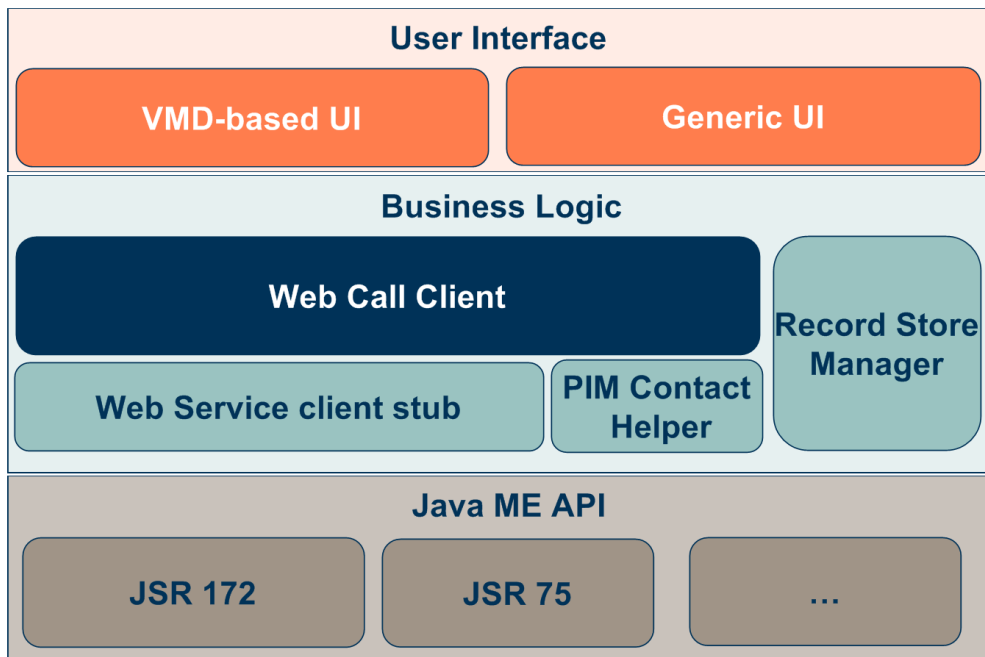 User Interface
VMD-based UI
Generic UI
Business Logic
Web Call Client
Record Store
Manager
Web Service client stub
PIM Contact
Helper
Java ME API
JSR 172
JSR 75
...